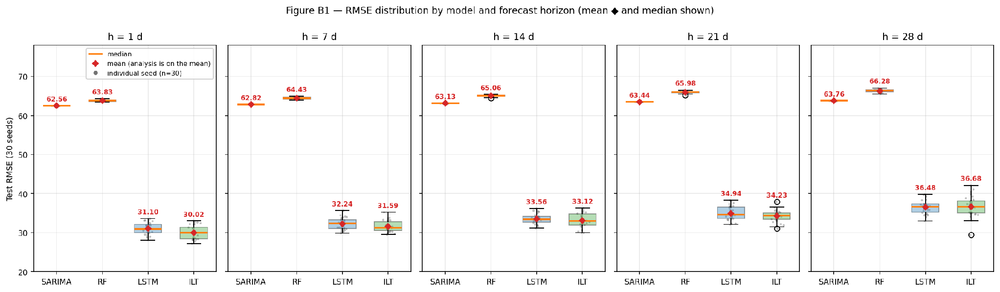 Figure B1 — RMSE distribution by model and forecast horizon (mean ◆ and median shown)
h = 1 d
h = 7 d
h = 14 d
h = 21 d
h = 28 d
median
mean (analysis is on the mean)
individual seed (n=30)
Test RMSE (30 seeds)
70
60
50
40
30
20
62.56
63.83
31.10
30.02
62.82
64.43
32.24
31.59
63.13
65.06
33.56
33.12
63.44
65.98
34.94
34.23
63.76
66.28
36.48
36.68
SARIMA RF LSTM ILT
SARIMA RF LSTM ILT
SARIMA RF LSTM ILT
SARIMA RF LSTM ILT
SARIMA RF LSTM ILT